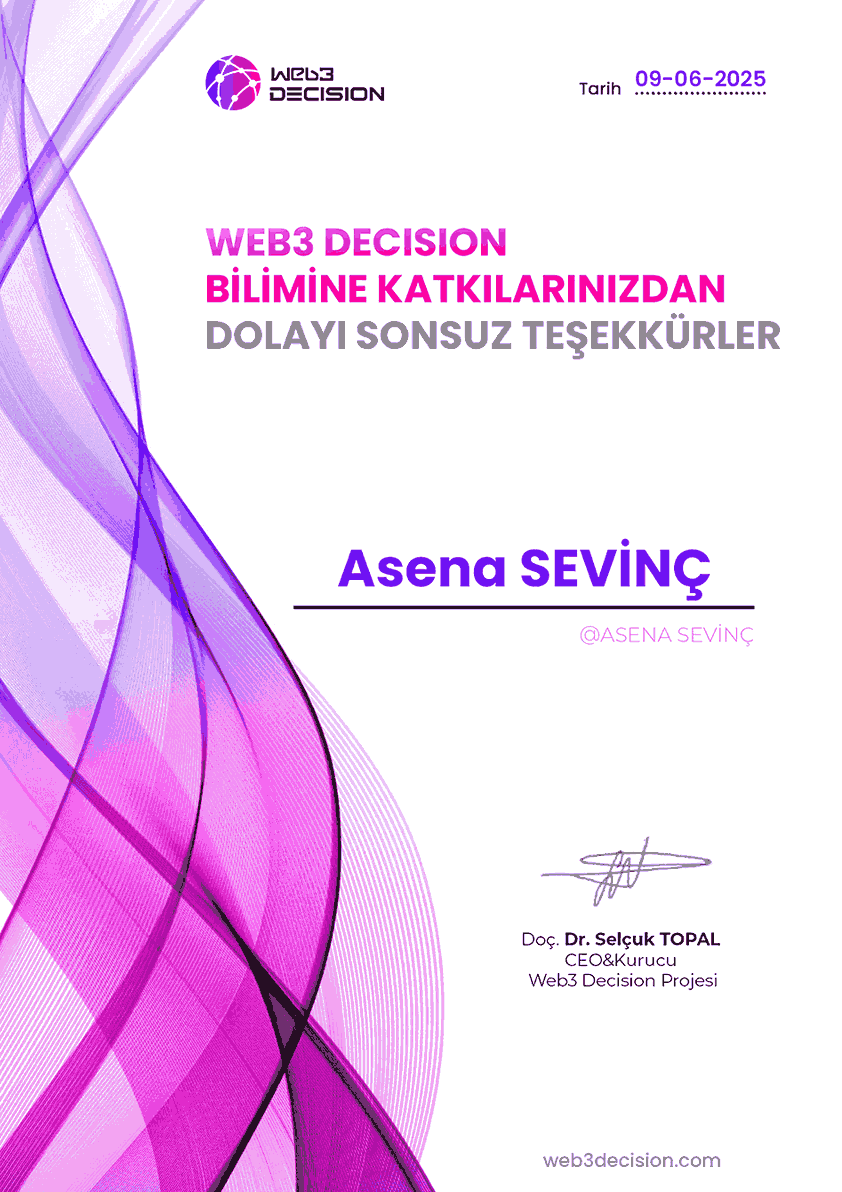 Web3
DECISION
Tarih 09-06-2025
WEB3 DECISION
BİLİMİNE KATKILARINIZDAN
DOLAYI SONSUZ TEŞEKKÜRLER
Asena SEVİNÇ
@ASENA SEVİNÇ
Doç. Dr. Selçuk TOPAL
CEO&Kurucu
Web3 Decision Projesi
web3decision.com